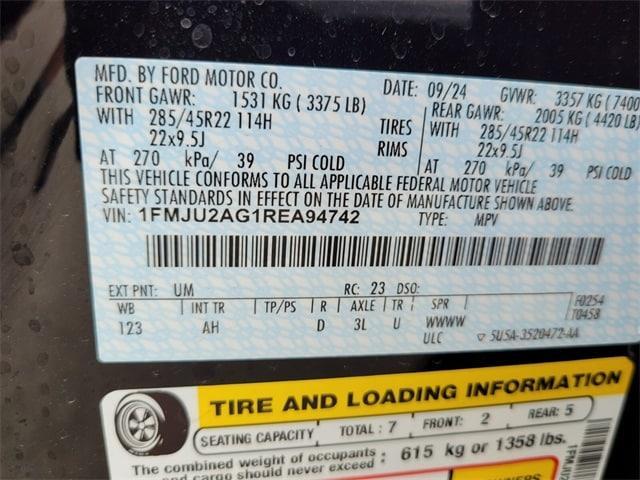 MFD. BY FORD MOTOR CO. DATE: 09/24 GVWR: 3357 KG (7400
FRONT GAWR: 1531 KG ( 3375 LB) REAR GAWR: 2005 KG ( 4420 LB)
WITH 285/45R22 114H TIRES WITH 285/45R22 114H
22x9.5J RIMS 22x9.5J
AT 270 kPa/ 39 PSI COLD AT 270 kPa/ 39 PSI COLD
THIS VEHICLE CONFORMS TO ALL APPLICABLE FEDERAL MOTOR VEHICLE
SAFETY STANDARDS IN EFFECT ON THE DATE OF MANUFACTURE SHOWN ABOVE.
VIN: 1FMJU2AG1REA94742 TYPE: MPV
EXT PNT: UM RC: 23 DSO: F0254
WB INT TR TP/PS R AXLE TR SPR T0458
123 AH D 3L U WWWW
ULC 5U5A-3520472-AA
TIRE AND LOADING INFORMATION
SEATING CAPACITY TOTAL : 7 FRONT: 2 REAR: 5
The combined weight of occupants : 615 kg or 1358 lbs.
and cargo should never exceed